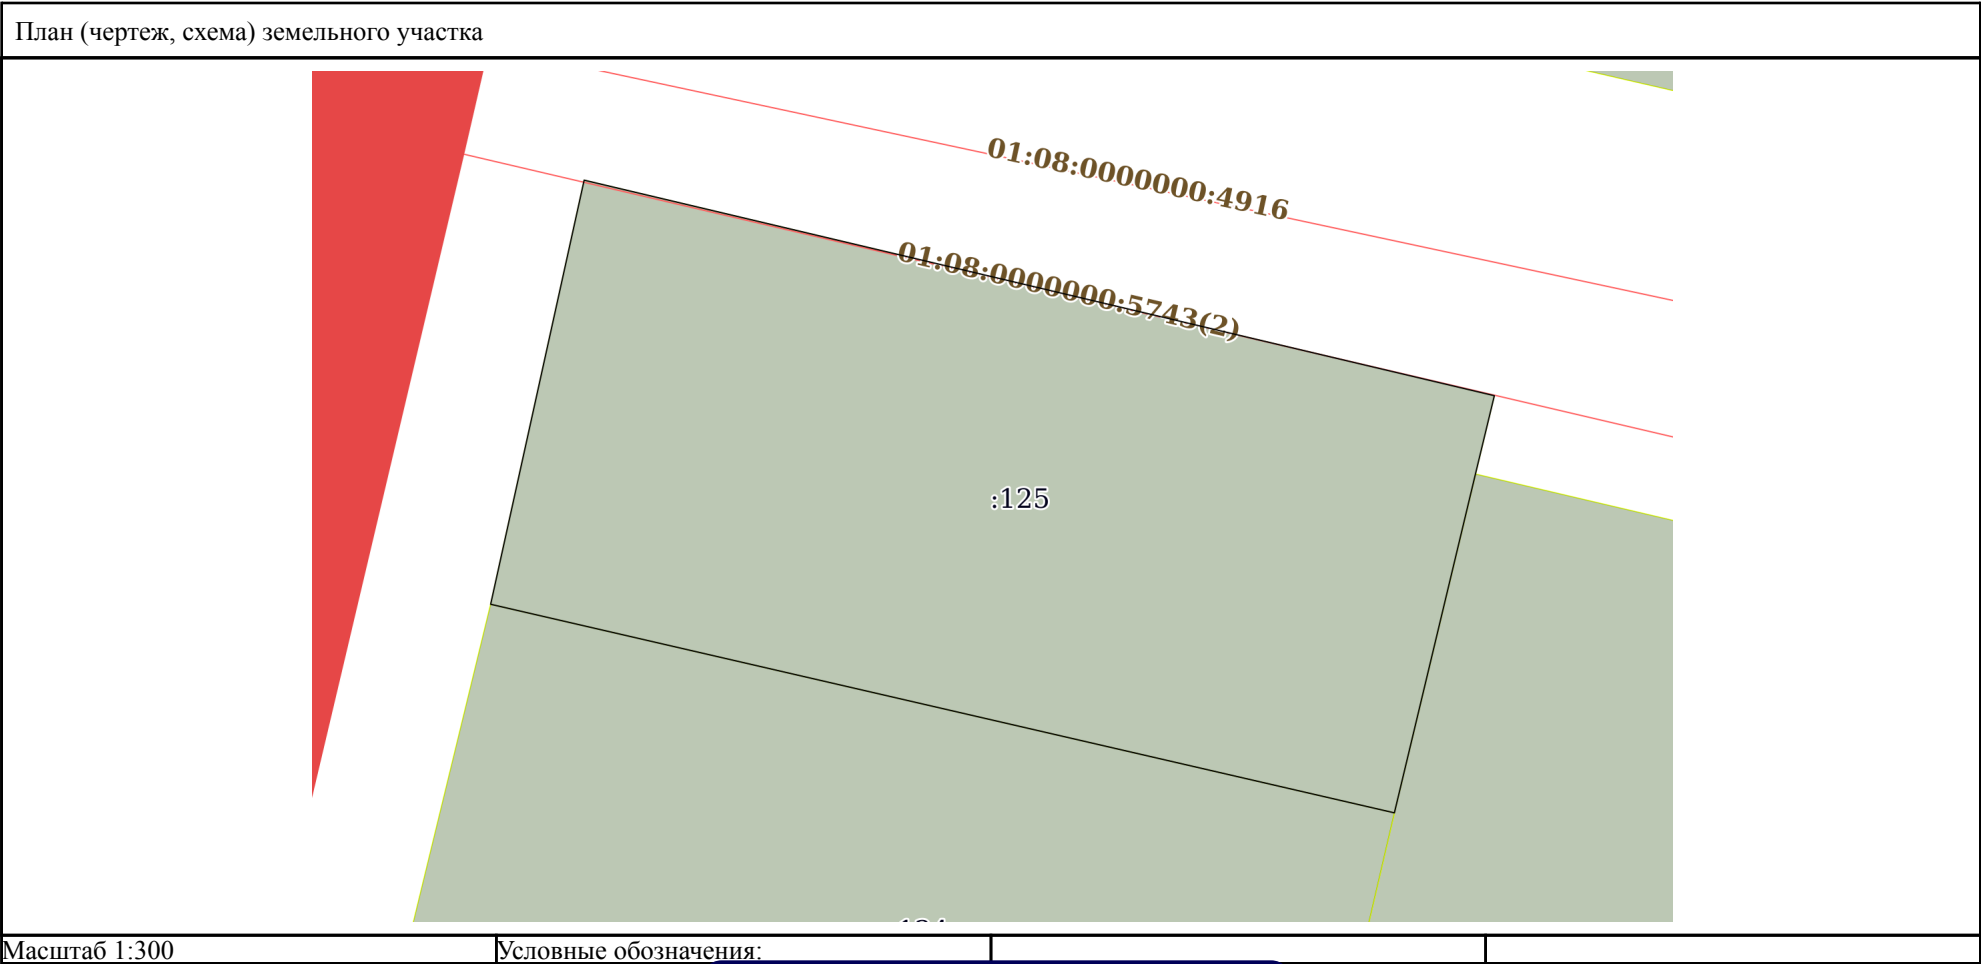 План (чертеж, схема) земельного участка
01:08:0000000:4916
01:08:0000000:5743(2)
:125
Масштаб 1:300
Условные обозначения: